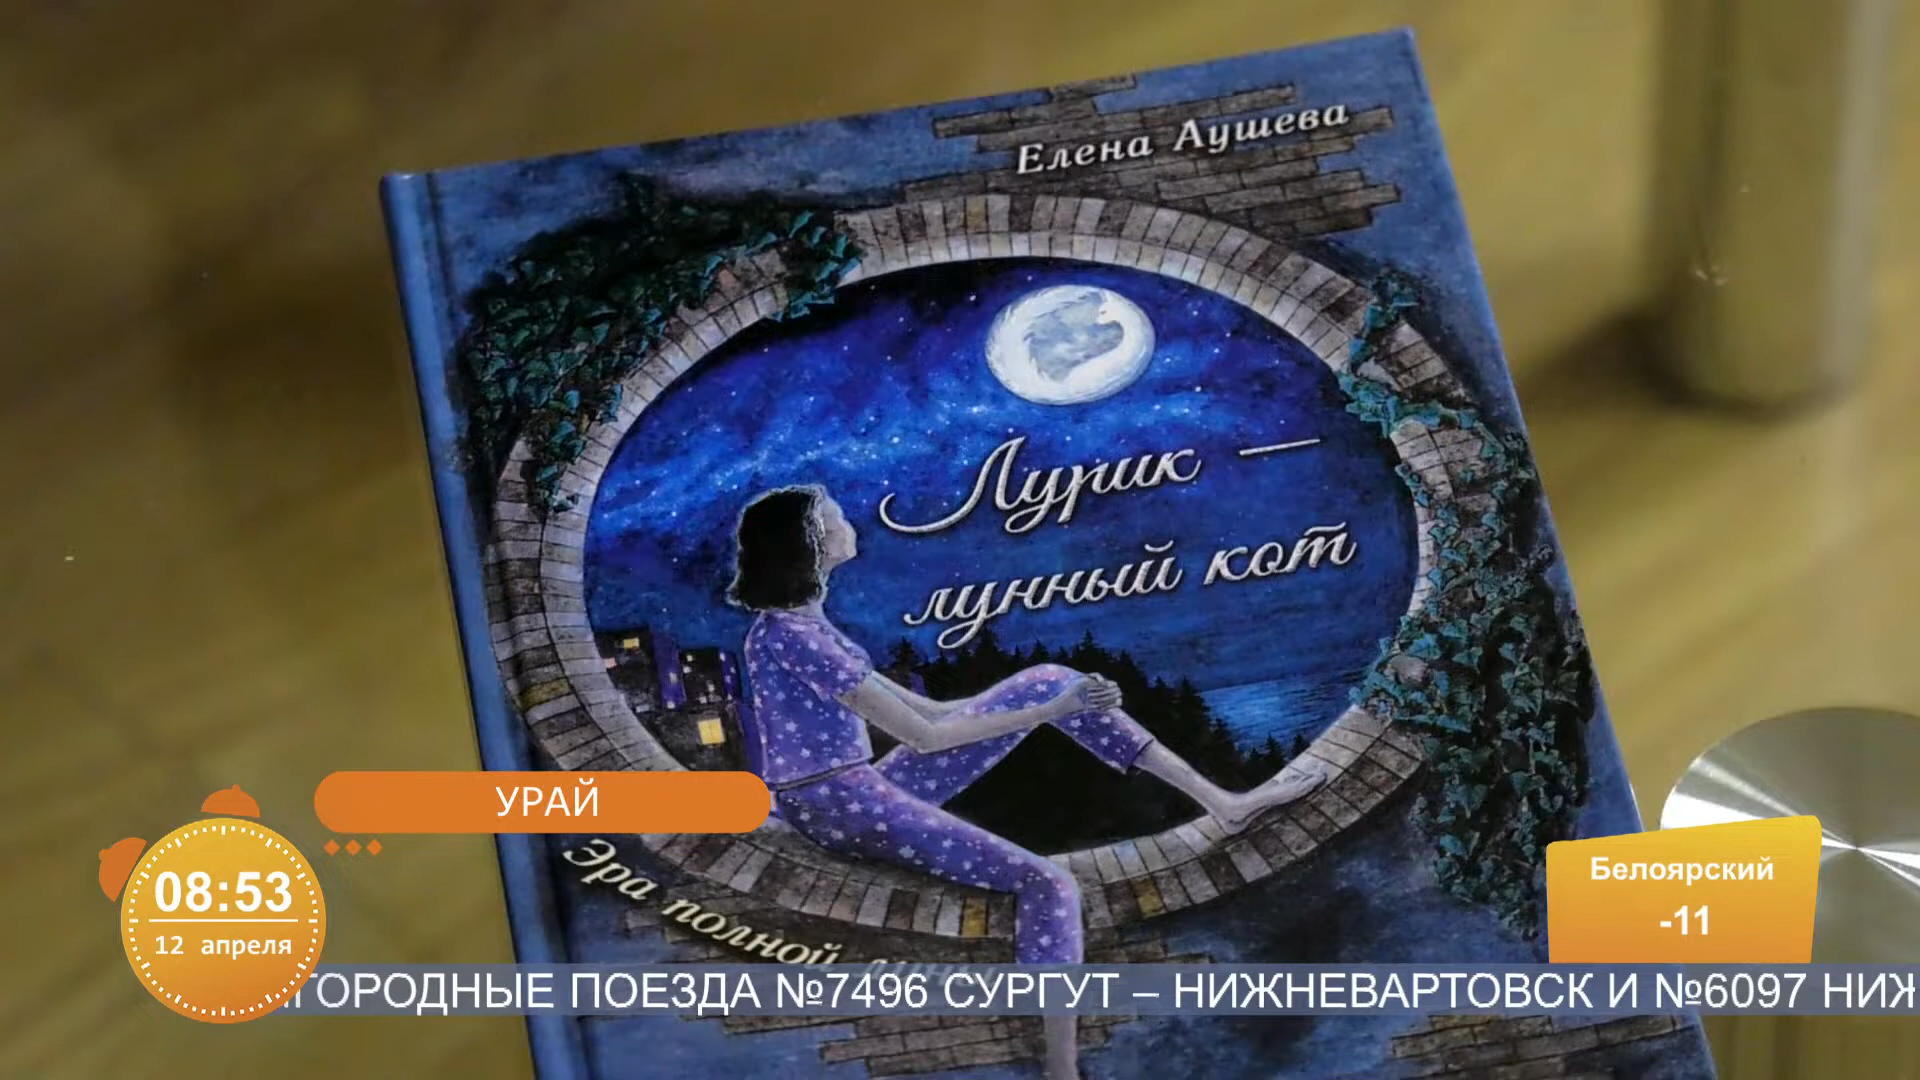 Елена Аушева
Лурик —
лунный кот
УРАЙ
Эра полной луны
08:53
12 апреля
Белоярский
-11
ГОРОДНЫЕ ПОЕЗДА №7496 СУРГУТ – НИЖНЕВАРТОВСК И №6097 НИЖ